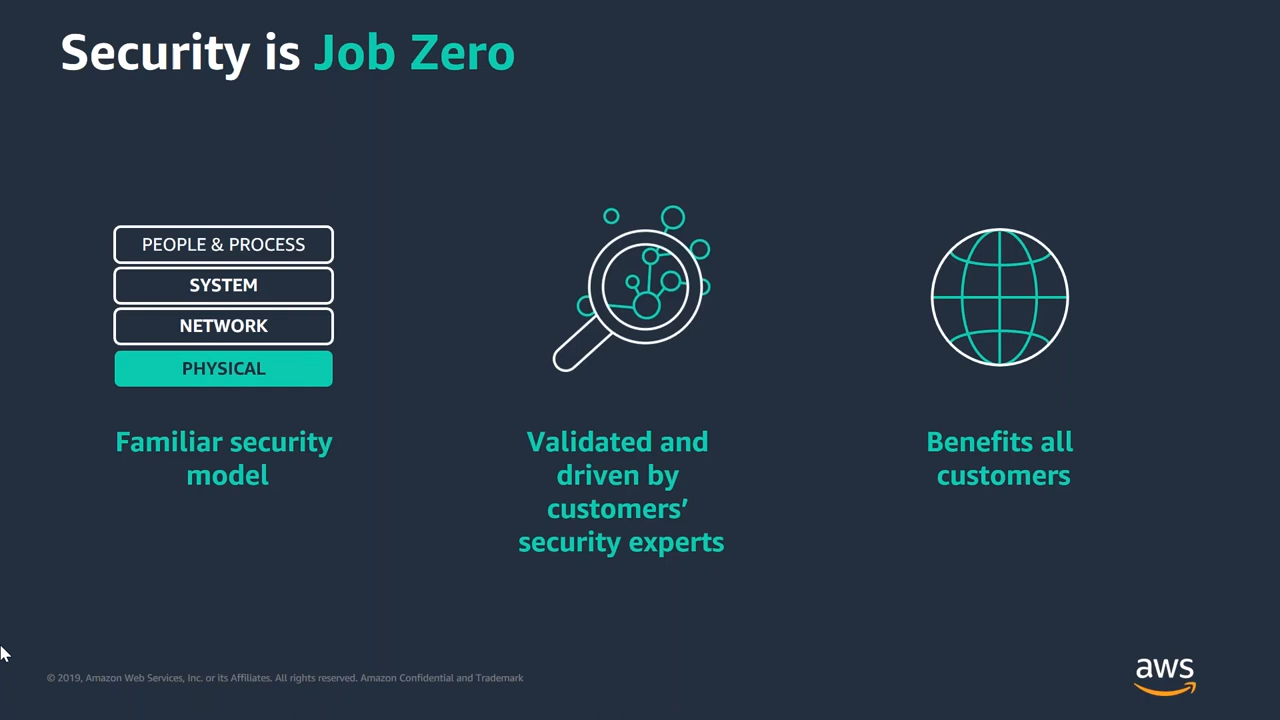 Security is Job Zero
PEOPLE & PROCESS
SYSTEM
NETWORK
PHYSICAL
Familiar security
model
Validated and
driven by
customers’
security experts
Benefits all
customers
© 2019, Amazon Web Services, Inc. or its Affiliates. All rights reserved. Amazon Confidential and Trademark
aws